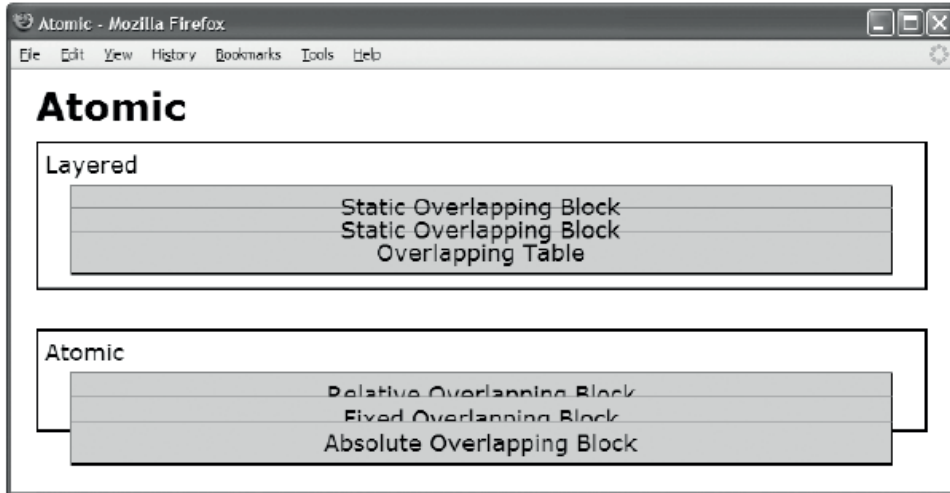 Atomic - Mozilla Firefox
File Edit View History Bookmarks Tools Help
Atomic
Layered
Static Overlapping Block
Static Overlapping Block
Overlapping Table
Atomic
Relative Overlapping Block
Fixed Overlapping Block
Absolute Overlapping Block